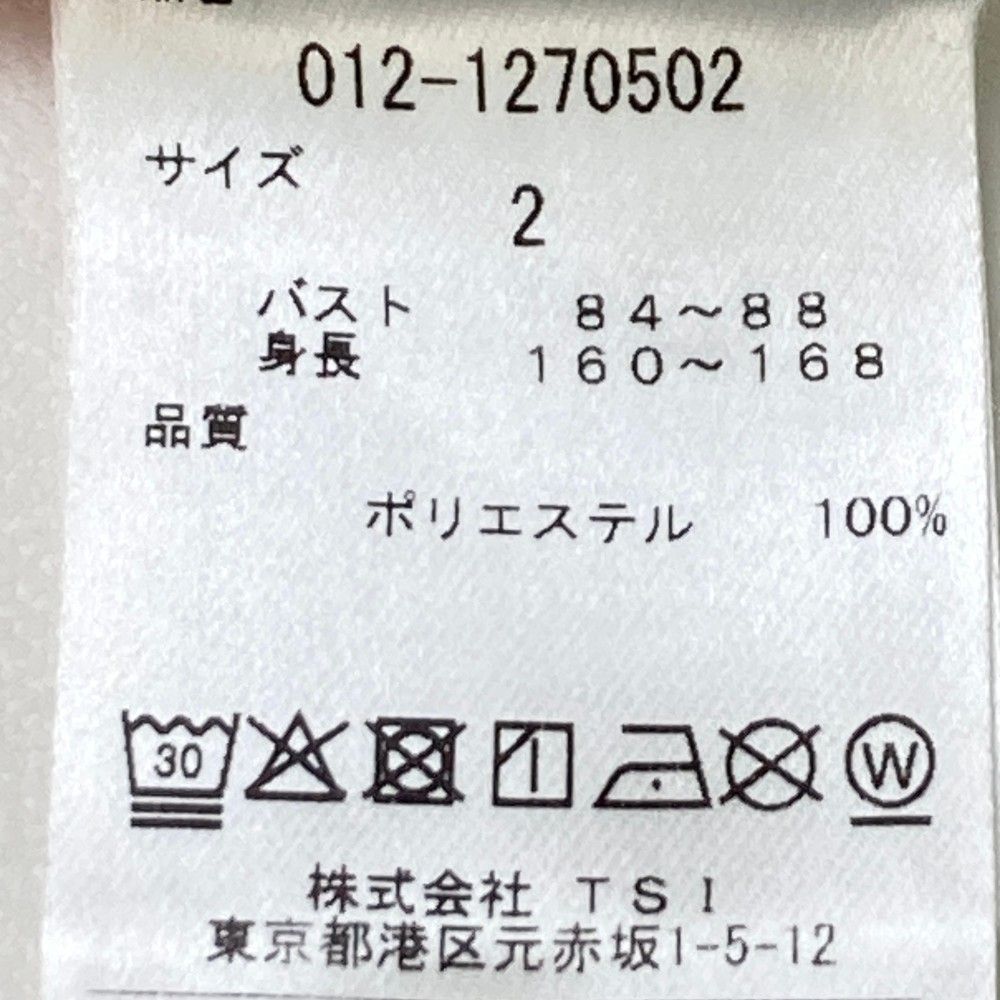 012-1270502
サイズ
2
バスト 84～88
身長 160～168
品質
ポリエステル 100%
30 W
株式会社 TSI
東京都港区元赤坂1-5-12